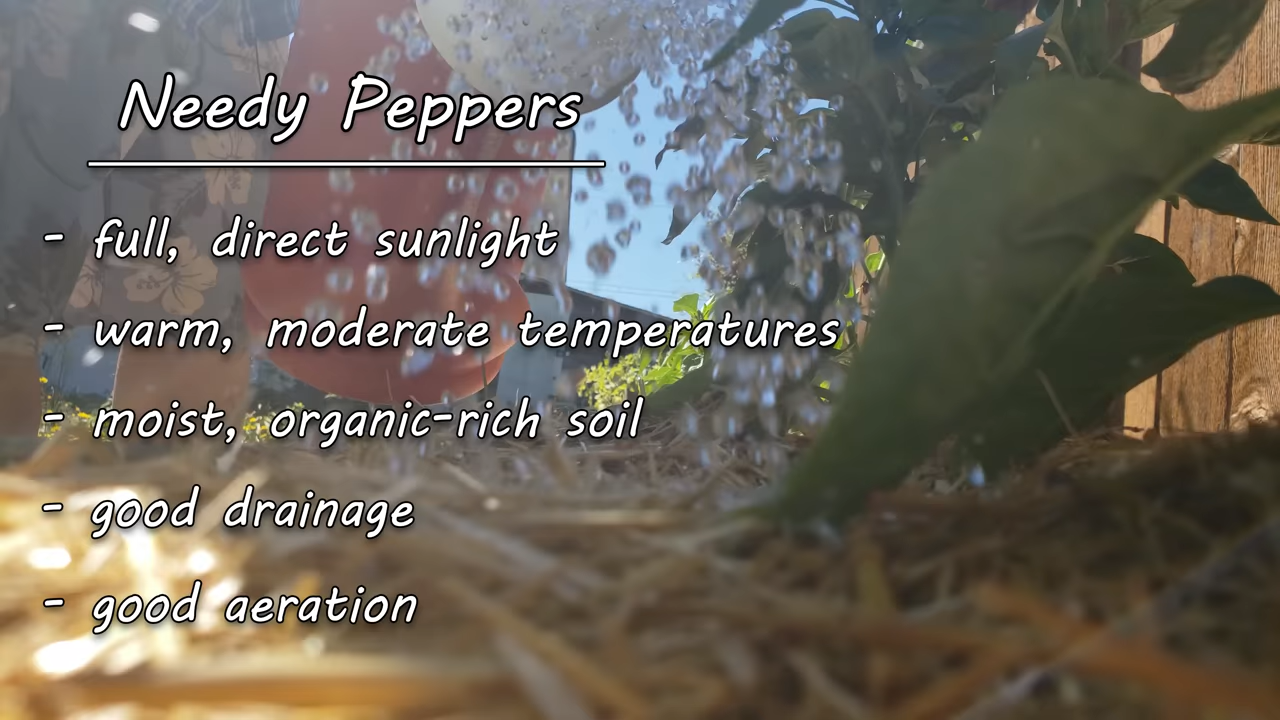 Needy Peppers
- full, direct sunlight
- warm, moderate temperatures
- moist, organic-rich soil
- good drainage
- good aeration